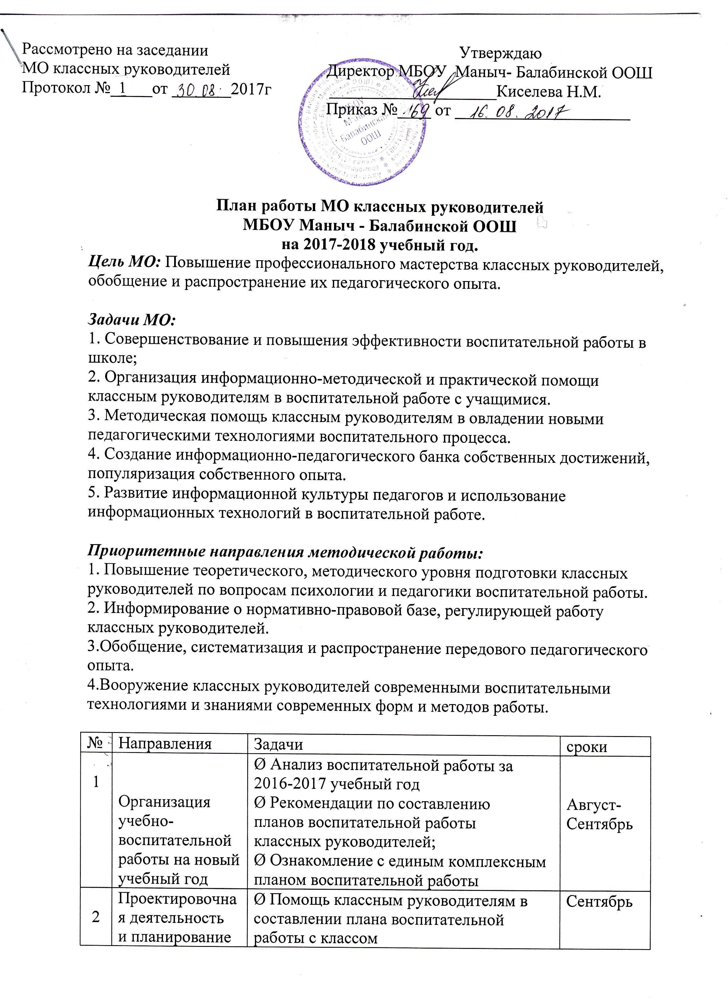 Рассмотрено на заседании
МО классных руководителей
Протокол № 1 от 30.08. 2017г
Утверждаю
Директор МБОУ Маныч- Балабинской ООШ
Киселева Н.М.
Приказ № 169 от 16. 08. 2017
МБОУ
Маныч-
Балабинская
ООШ
План работы МО классных руководителей
МБОУ Маныч - Балабинской ООШ
на 2017-2018 учебный год.
Цель МО: Повышение профессионального мастерства классных руководителей,
обобщение и распространение их педагогического опыта.
Задачи МО:
1. Совершенствование и повышения эффективности воспитательной работы в
школе;
2. Организация информационно-методической и практической помощи
классным руководителям в воспитательной работе с учащимися.
3. Методическая помощь классным руководителям в овладении новыми
педагогическими технологиями воспитательного процесса.
4. Создание информационно-педагогического банка собственных достижений,
популяризация собственного опыта.
5. Развитие информационной культуры педагогов и использование
информационных технологий в воспитательной работе.
Приоритетные направления методической работы:
1. Повышение теоретического, методического уровня подготовки классных
руководителей по вопросам психологии и педагогики воспитательной работы.
2. Информирование о нормативно-правовой базе, регулирующей работу
классных руководителей.
3.Обобщение, систематизация и распространение передового педагогического
опыта.
4.Вооружение классных руководителей современными воспитательными
технологиями и знаниями современных форм и методов работы.
№ Направления Задачи сроки
1
Организация
учебно-
воспитательной
работы на новый
учебный год
Ø Анализ воспитательной работы за
2016-2017 учебный год
Ø Рекомендации по составлению
планов воспитательной работы
классных руководителей;
Ø Ознакомление с единым комплексным
планом воспитательной работы
Август-
Сентябрь
2
Проектировочна
я деятельность
и планирование
Ø Помощь классным руководителям в
составлении плана воспитательной
работы с классом
Сентябрь